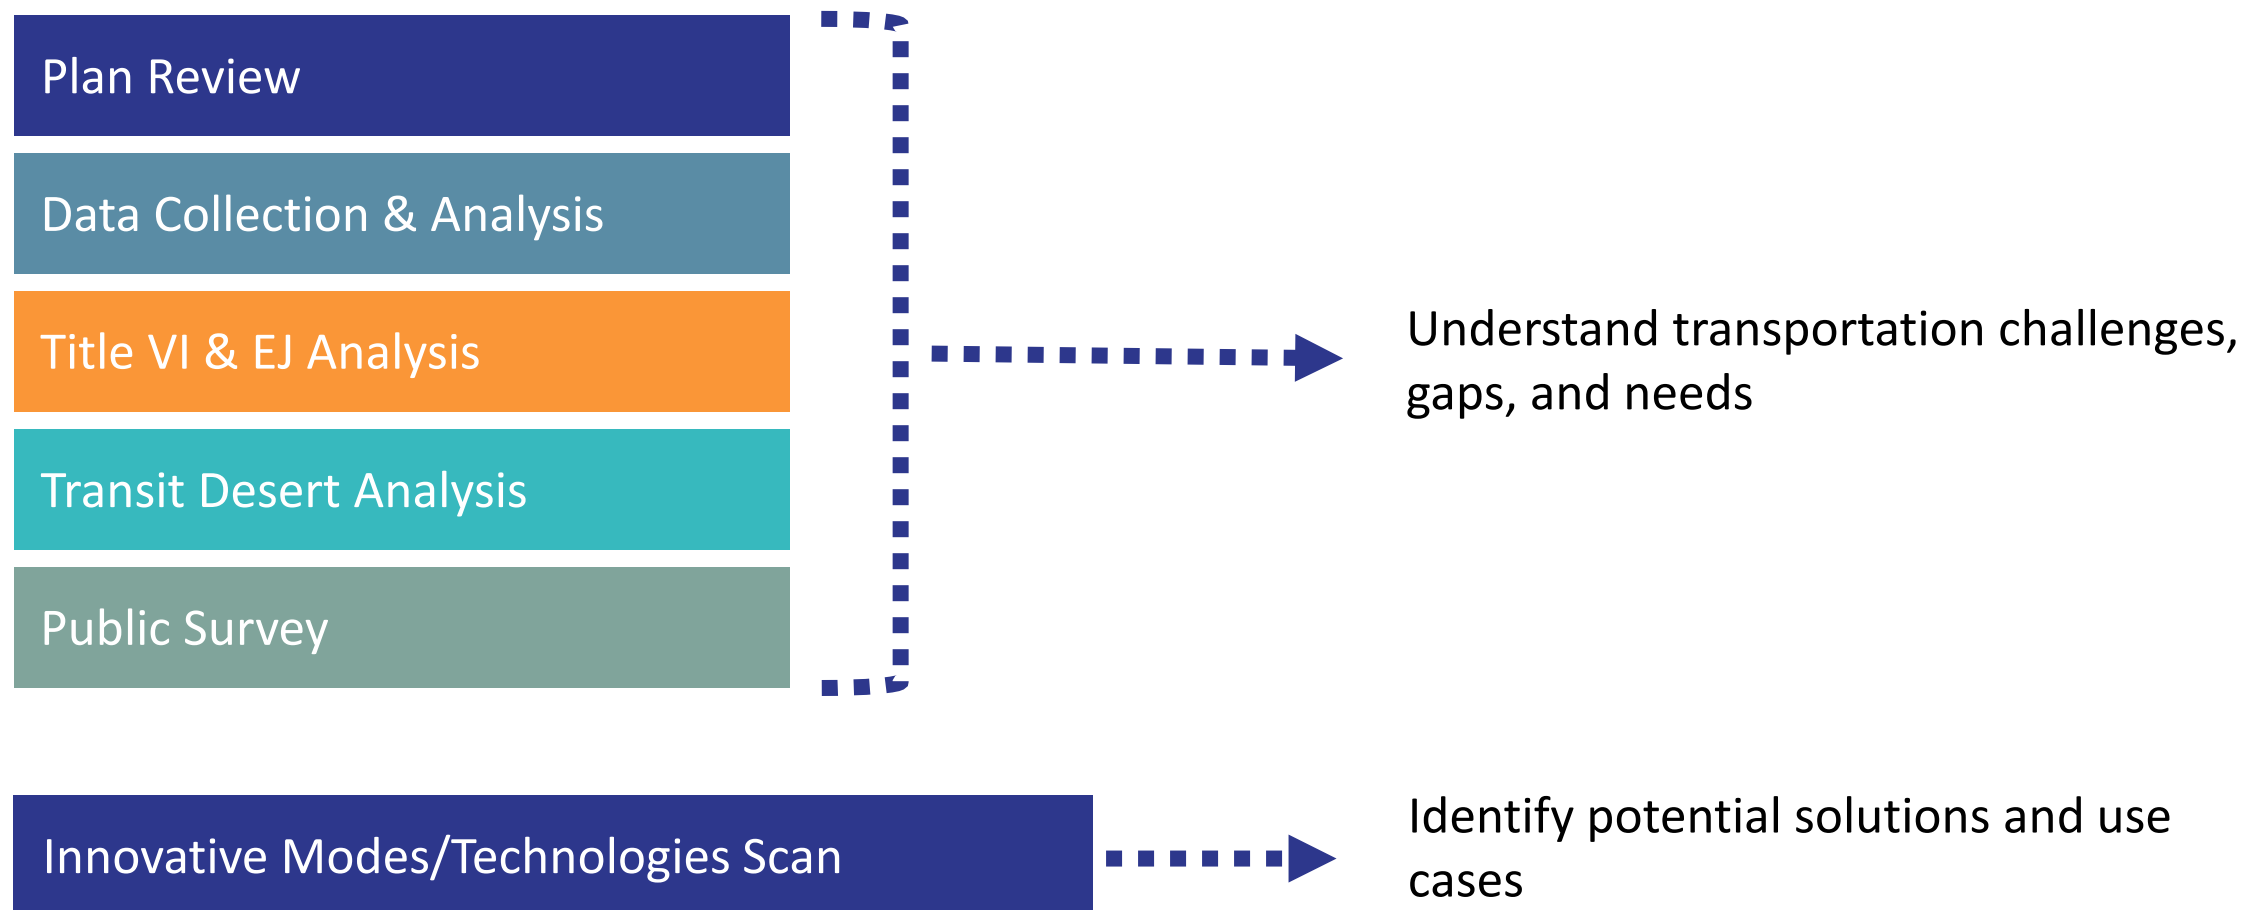 Plan Review
Data Collection & Analysis
Title VI & EJ Analysis
Transit Desert Analysis
Public Survey
Understand transportation challenges,
gaps, and needs
Innovative Modes/Technologies Scan
Identify potential solutions and use
cases